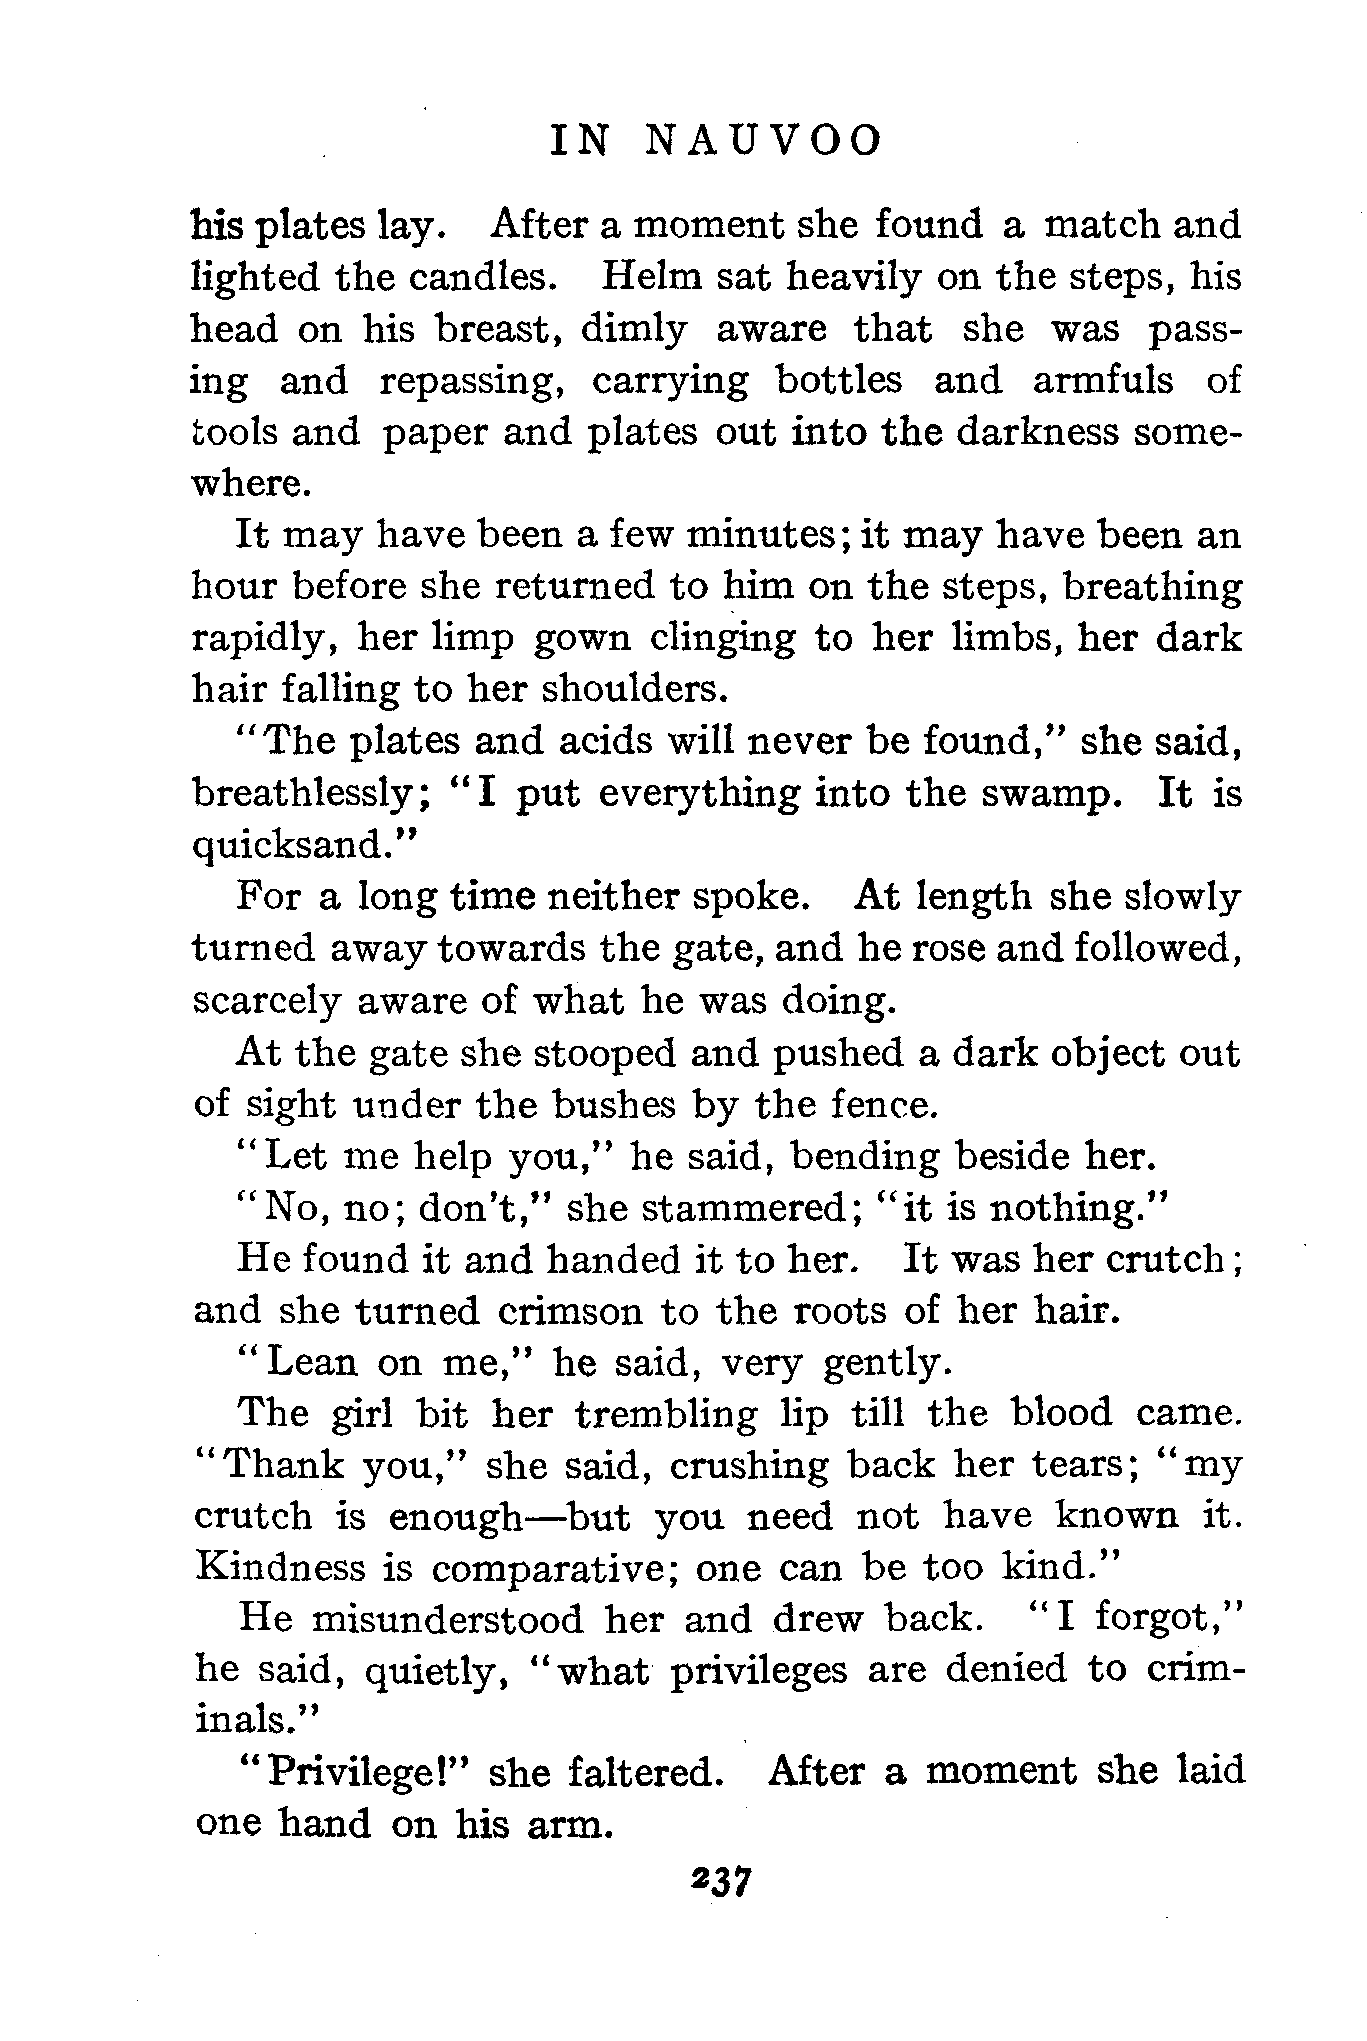 IN NAUVOO
his plates lay. After a moment she found a match and
lighted the candles. Helm sat heavily on the steps, his
head on his breast, dimly aware that she was pass-
ing and repassing, carrying bottles and armfuls of
tools and paper and plates out into the darkness some-
where.
It may have been a few minutes; it may have been an
hour before she returned to him on the steps, breathing
rapidly, her limp gown clinging to her limbs, her dark
hair falling to her shoulders.
"The plates and acids will never be found," she said,
breathlessly; "I put everything into the swamp. It is
quicksand."
For a long time neither spoke. At length she slowly
turned away towards the gate, and he rose and followed,
scarcely aware of what he was doing.
At the gate she stooped and pushed a dark object out
of sight under the bushes by the fence.
"Let me help you," he said, bending beside her.
"No, no; don't," she stammered; "it is nothing."
He found it and handed it to her. It was her crutch;
and she turned crimson to the roots of her hair.
"Lean on me," he said, very gently.
The girl bit her trembling lip till the blood came.
"Thank you," she said, crushing back her tears; "my
crutch is enough—but you need not have known it.
Kindness is comparative; one can be too kind."
He misunderstood her and drew back. "I forgot,"
he said, quietly, "what privileges are denied to crim-
inals."
"Privilege!" she faltered. After a moment she laid
one hand on his arm.
237